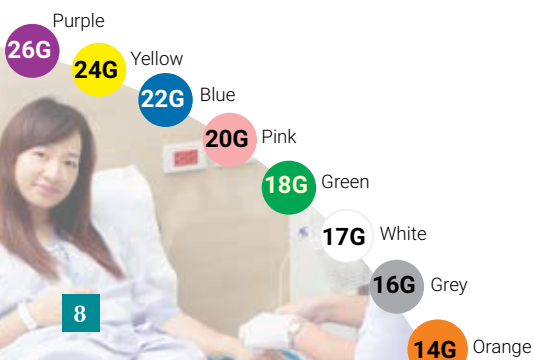 Purple
26G
Yellow
24G
Blue
22G
Pink
20G
Green
18G
White
17G
Grey
16G
8
Orange
14G